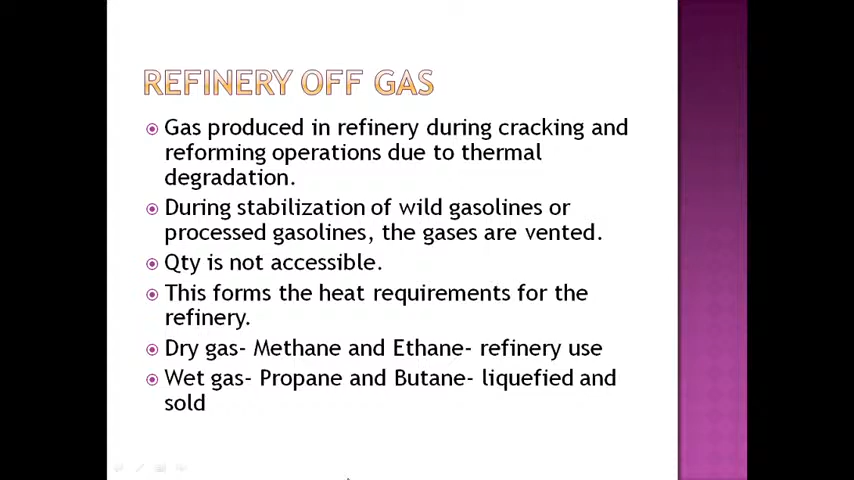 REFINERY OFF GAS
Gas produced in refinery during cracking and
reforming operations due to thermal
degradation.
During stabilization of wild gasolines or
processed gasolines, the gases are vented.
Qty is not accessible.
This forms the heat requirements for the
refinery.
Dry gas- Methane and Ethane- refinery use
Wet gas- Propane and Butane- liquefied and
sold